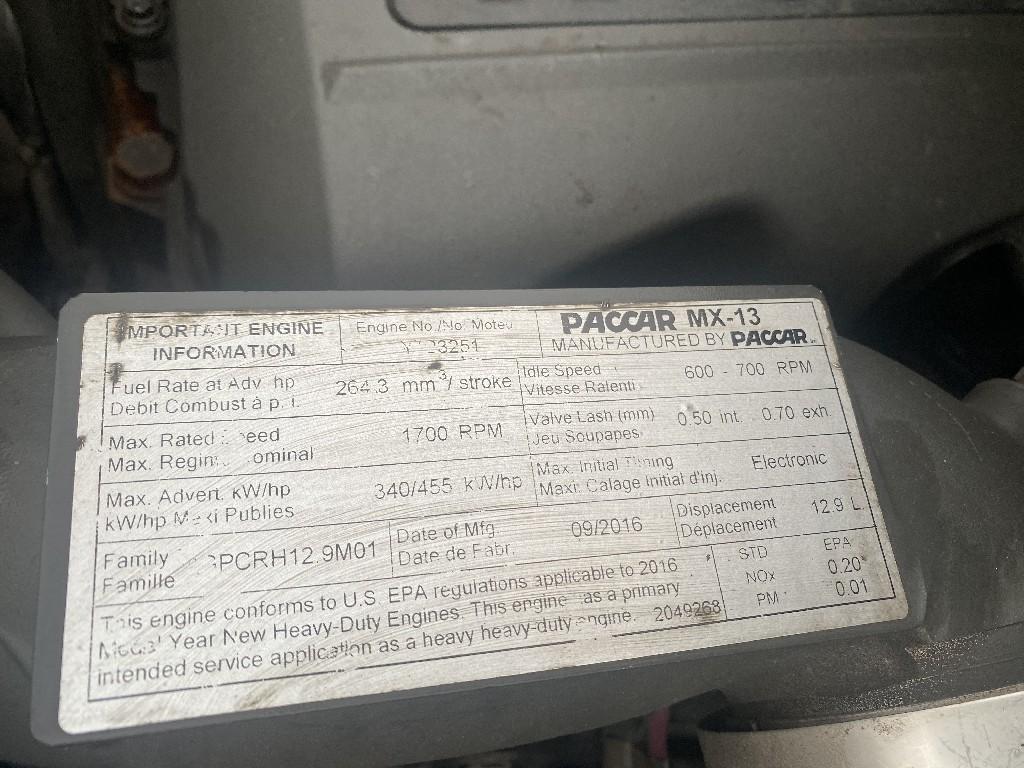 IMPORTANT ENGINE
INFORMATION
Engine No./No. Moteu
3251
PACCAR MX-13
MANUFACTURED BY PACCAR
Fuel Rate at Adv hp
Debit Combust à p.
264.3 mm³/ stroke
Idle Speed
Vitesse Ralenti
600 - 700 RPM
Max. Rated
Max. Regim
1700 RPM
Valve Lash (mm)
Jeu Soupapes
0.50 int. 0.70 exh.
Max. Advert. kW/hp
kW/hp Publies
340/455 kW/hp
Max. Initial Timing
Maxi. Calage Initial d'inj.
Electronic
Family
Famille
PCRH12.9M01
Date of Mfg
Date de Fabr.
09/2016
Displacement
Déplacement
12.9 L.
This engine conforms to U.S. EPA regulations applicable to 2016
Model Year New Heavy-Duty Engines. This engine as a primary
intended service application as a heavy heavy-duty engine. 2049268
STD EPA
NOx 0.20*
PM 0.01